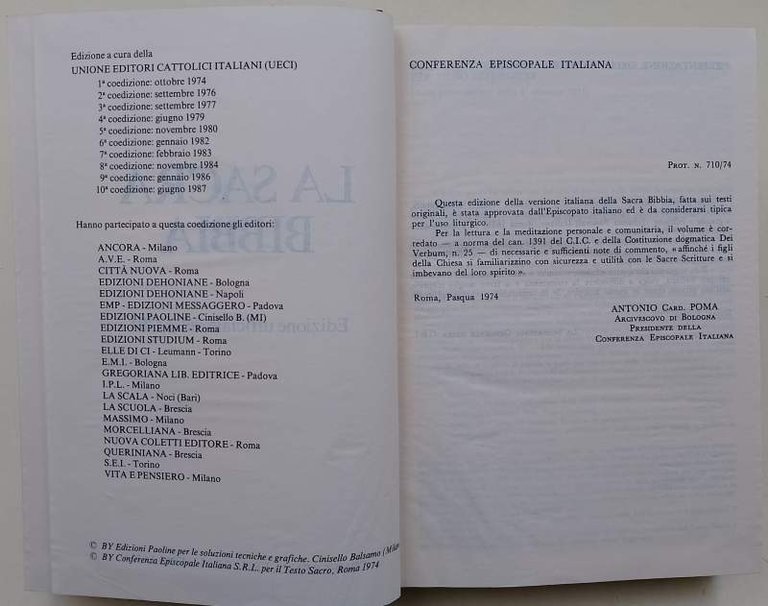 Edizione a cura della
UNIONE EDITORI CATTOLICI ITALIANI (UECI)
1ª coedizione: ottobre 1974
2ª coedizione: settembre 1976
3ª coedizione: settembre 1977
4ª coedizione: giugno 1979
5ª coedizione: novembre 1980
6ª coedizione: gennaio 1982
7ª coedizione: febbraio 1983
8ª coedizione: novembre 1984
9ª coedizione: gennaio 1986
10ª coedizione: giugno 1987
Hanno partecipato a questa coedizione gli editori:
ANCORA - Milano
A.V.E. - Roma
CITTÀ NUOVA - Roma
EDIZIONI DEHONIANE - Bologna
EDIZIONI DEHONIANE - Napoli
EMP - EDIZIONI MESSAGGERO - Padova
EDIZIONI PAOLINE - Cinisello B. (MI)
EDIZIONI PIEMME - Roma
EDIZIONI STUDIUM - Roma
ELLE DI CI - Leumann - Torino
E.M.I. - Bologna
GREGORIANA LIB. EDITRICE - Padova
I.P.L. - Milano
LA SCALA - Noci (Bari)
LA SCUOLA - Brescia
MASSIMO - Milano
MORCELLIANA - Brescia
NUOVA COLETTI EDITORE - Roma
QUERINIANA - Brescia
S.E.I. - Torino
VITA E PENSIERO - Milano
© BY Edizioni Paoline per le soluzioni tecniche e grafiche. Cinisello Balsamo (Milan
© BY Conferenza Episcopale Italiana S.R.L. per il Testo Sacro, Roma 1974
CONFERENZA EPISCOPALE ITALIANA
PROT. N. 710/74
Questa edizione della versione italiana della Sacra Bibbia, fatta sui testi
originali, è stata approvata dall'Episcopato italiano ed è da considerarsi tipica
per l'uso liturgico.
Per la lettura e la meditazione personale e comunitaria, il volume è cor-
redato — a norma del can. 1391 del C.I.C. e della Costituzione dogmatica Dei
Verbum, n. 25 — di necessarie e sufficienti note di commento, « affinché i figli
della Chiesa si familiarizzino con sicurezza e utilità con le Sacre Scritture e si
imbevano del loro spirito ».
Roma, Pasqua 1974
ANTONIO CARD. POMA
ARCIVESCOVO DI BOLOGNA
PRESIDENTE DELLA
CONFERENZA EPISCOPALE ITALIANA
LA SACRA
BIBBIA
Edizione ufficiale